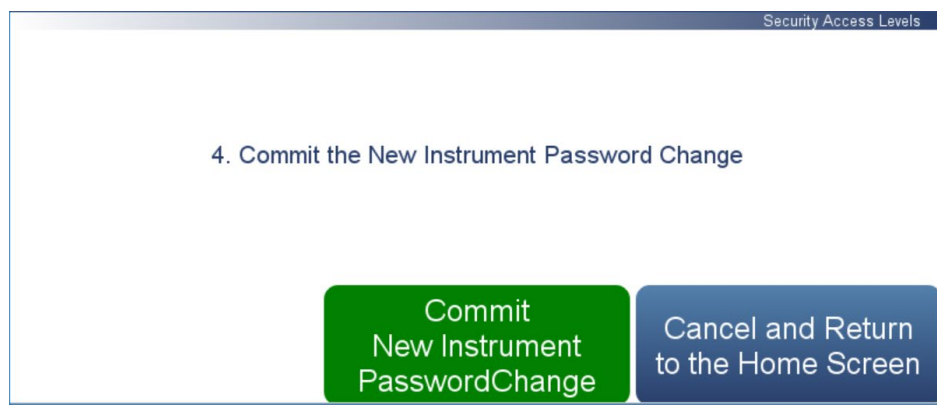 Security Access Levels
4. Commit the New Instrument Password Change
Commit
New Instrument
PasswordChange
Cancel and Return
to the Home Screen